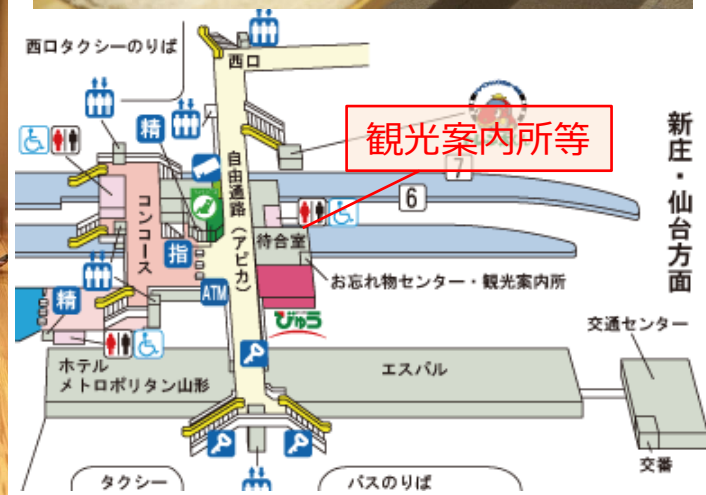 西口タクシーのりば
西口
精
観光案内所等
7
6
自由通路（アピカ）
コンコース
指
待合室
ATM
お忘れ物センター・観光案内所
びゅう
精
新庄・仙台方面
交通センター
ホテル
メトロポリタン山形
エスパル
交番
タクシー
バスのりば